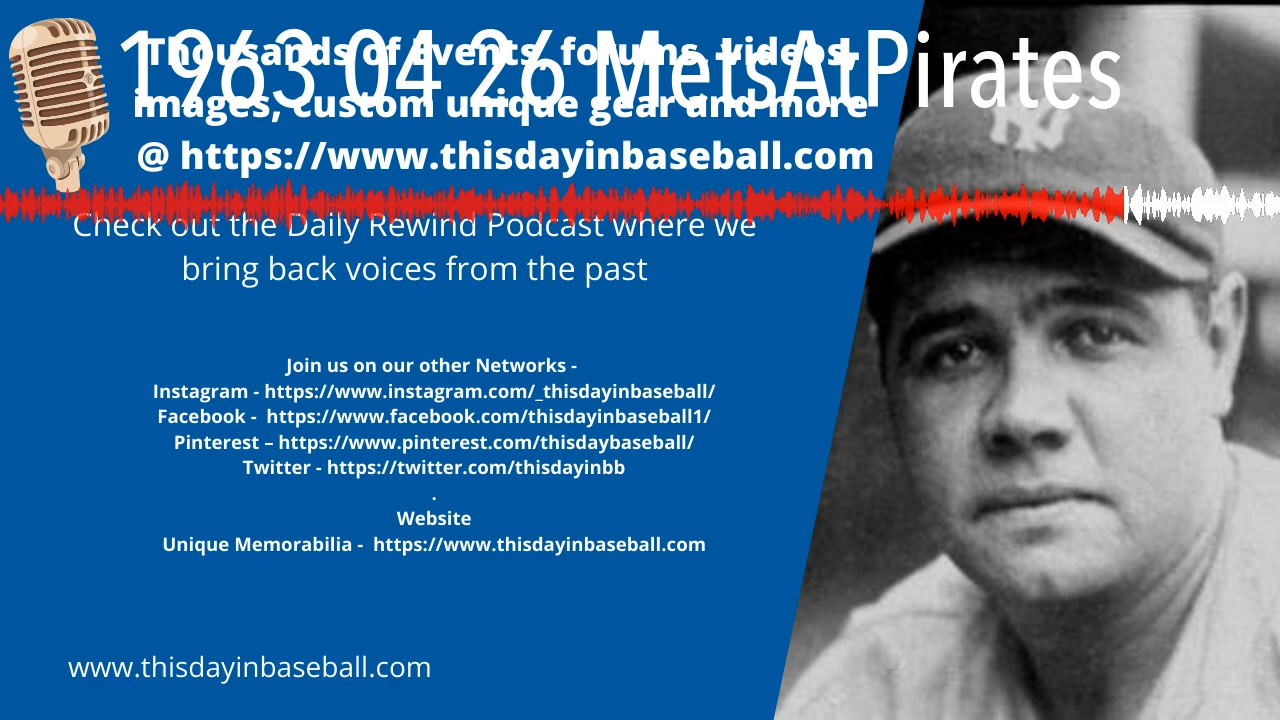 1963 04 26 MetsAtPirates
Thousands of Events, forums, videos,
images, custom unique gear and more
@ https://www.thisdayinbaseball.com
Check out the Daily Rewind Podcast where we
bring back voices from the past
Join us on our other Networks -
Instagram - https://www.instagram.com/_thisdayinbaseball/
Facebook - https://www.facebook.com/thisdayinbaseball1/
Pinterest – https://www.pinterest.com/thisdaybaseball/
Twitter - https://twitter.com/thisdayinbb
.
Website
Unique Memorabilia - https://www.thisdayinbaseball.com
www.thisdayinbaseball.com
NY